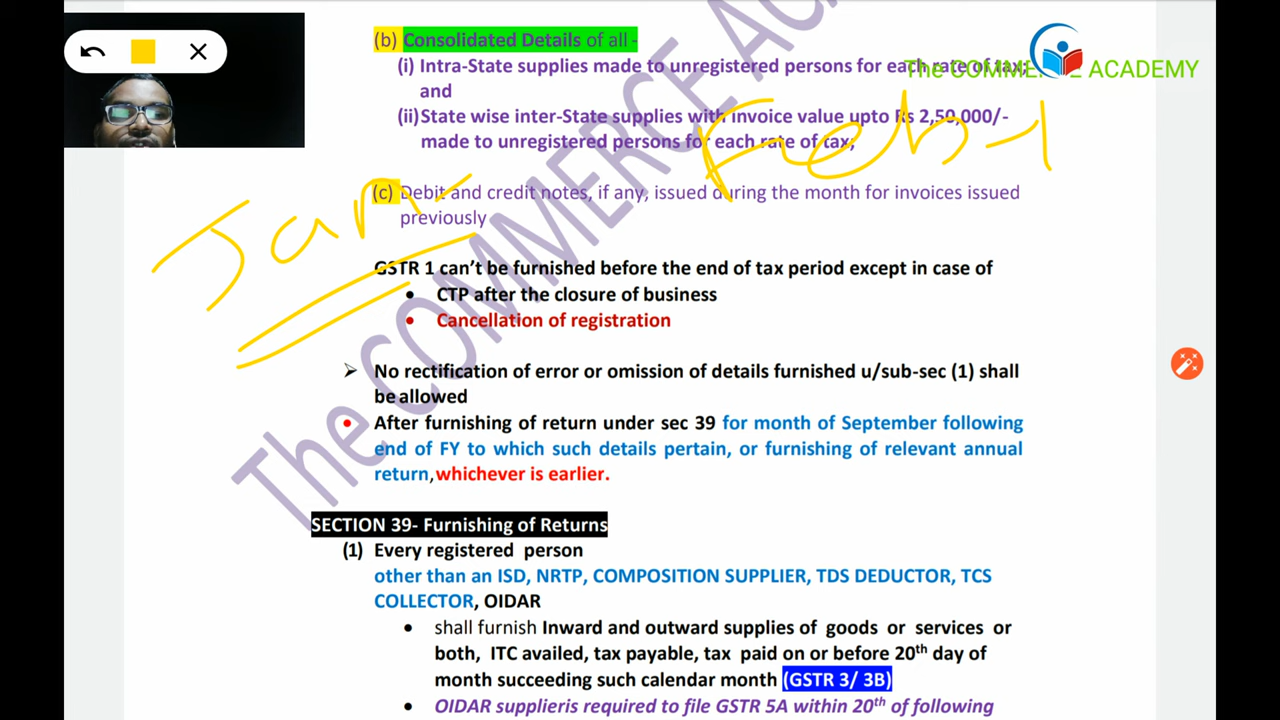 (b) Consolidated Details of all -
(i) Intra-State supplies made to unregistered persons for each rate of tax;
The COMMERCE ACADEMY
and
(ii) State wise inter-State supplies with invoice value upto Rs 2,50,000/-
made to unregistered persons for each rate of tax;
Feb-1
Jan-
(c) Debit and credit notes, if any, issued during the month for invoices issued
previously
GSTR 1 can't be furnished before the end of tax period except in case of
• CTP after the closure of business
• Cancellation of registration
➢ No rectification of error or omission of details furnished u/sub-sec (1) shall
be allowed
• After furnishing of return under sec 39 for month of September following
end of FY to which such details pertain, or furnishing of relevant annual
return, whichever is earlier.
SECTION 39- Furnishing of Returns
(1) Every registered person
other than an ISD, NRTP, COMPOSITION SUPPLIER, TDS DEDUCTOR, TCS
COLLECTOR, OIDAR
• shall furnish Inward and outward supplies of goods or services or
both, ITC availed, tax payable, tax paid on or before 20th day of
month succeeding such calendar month (GSTR 3/ 3B)
• OIDAR supplieris required to file GSTR 5A within 20th of following
The COMMERCE ACA